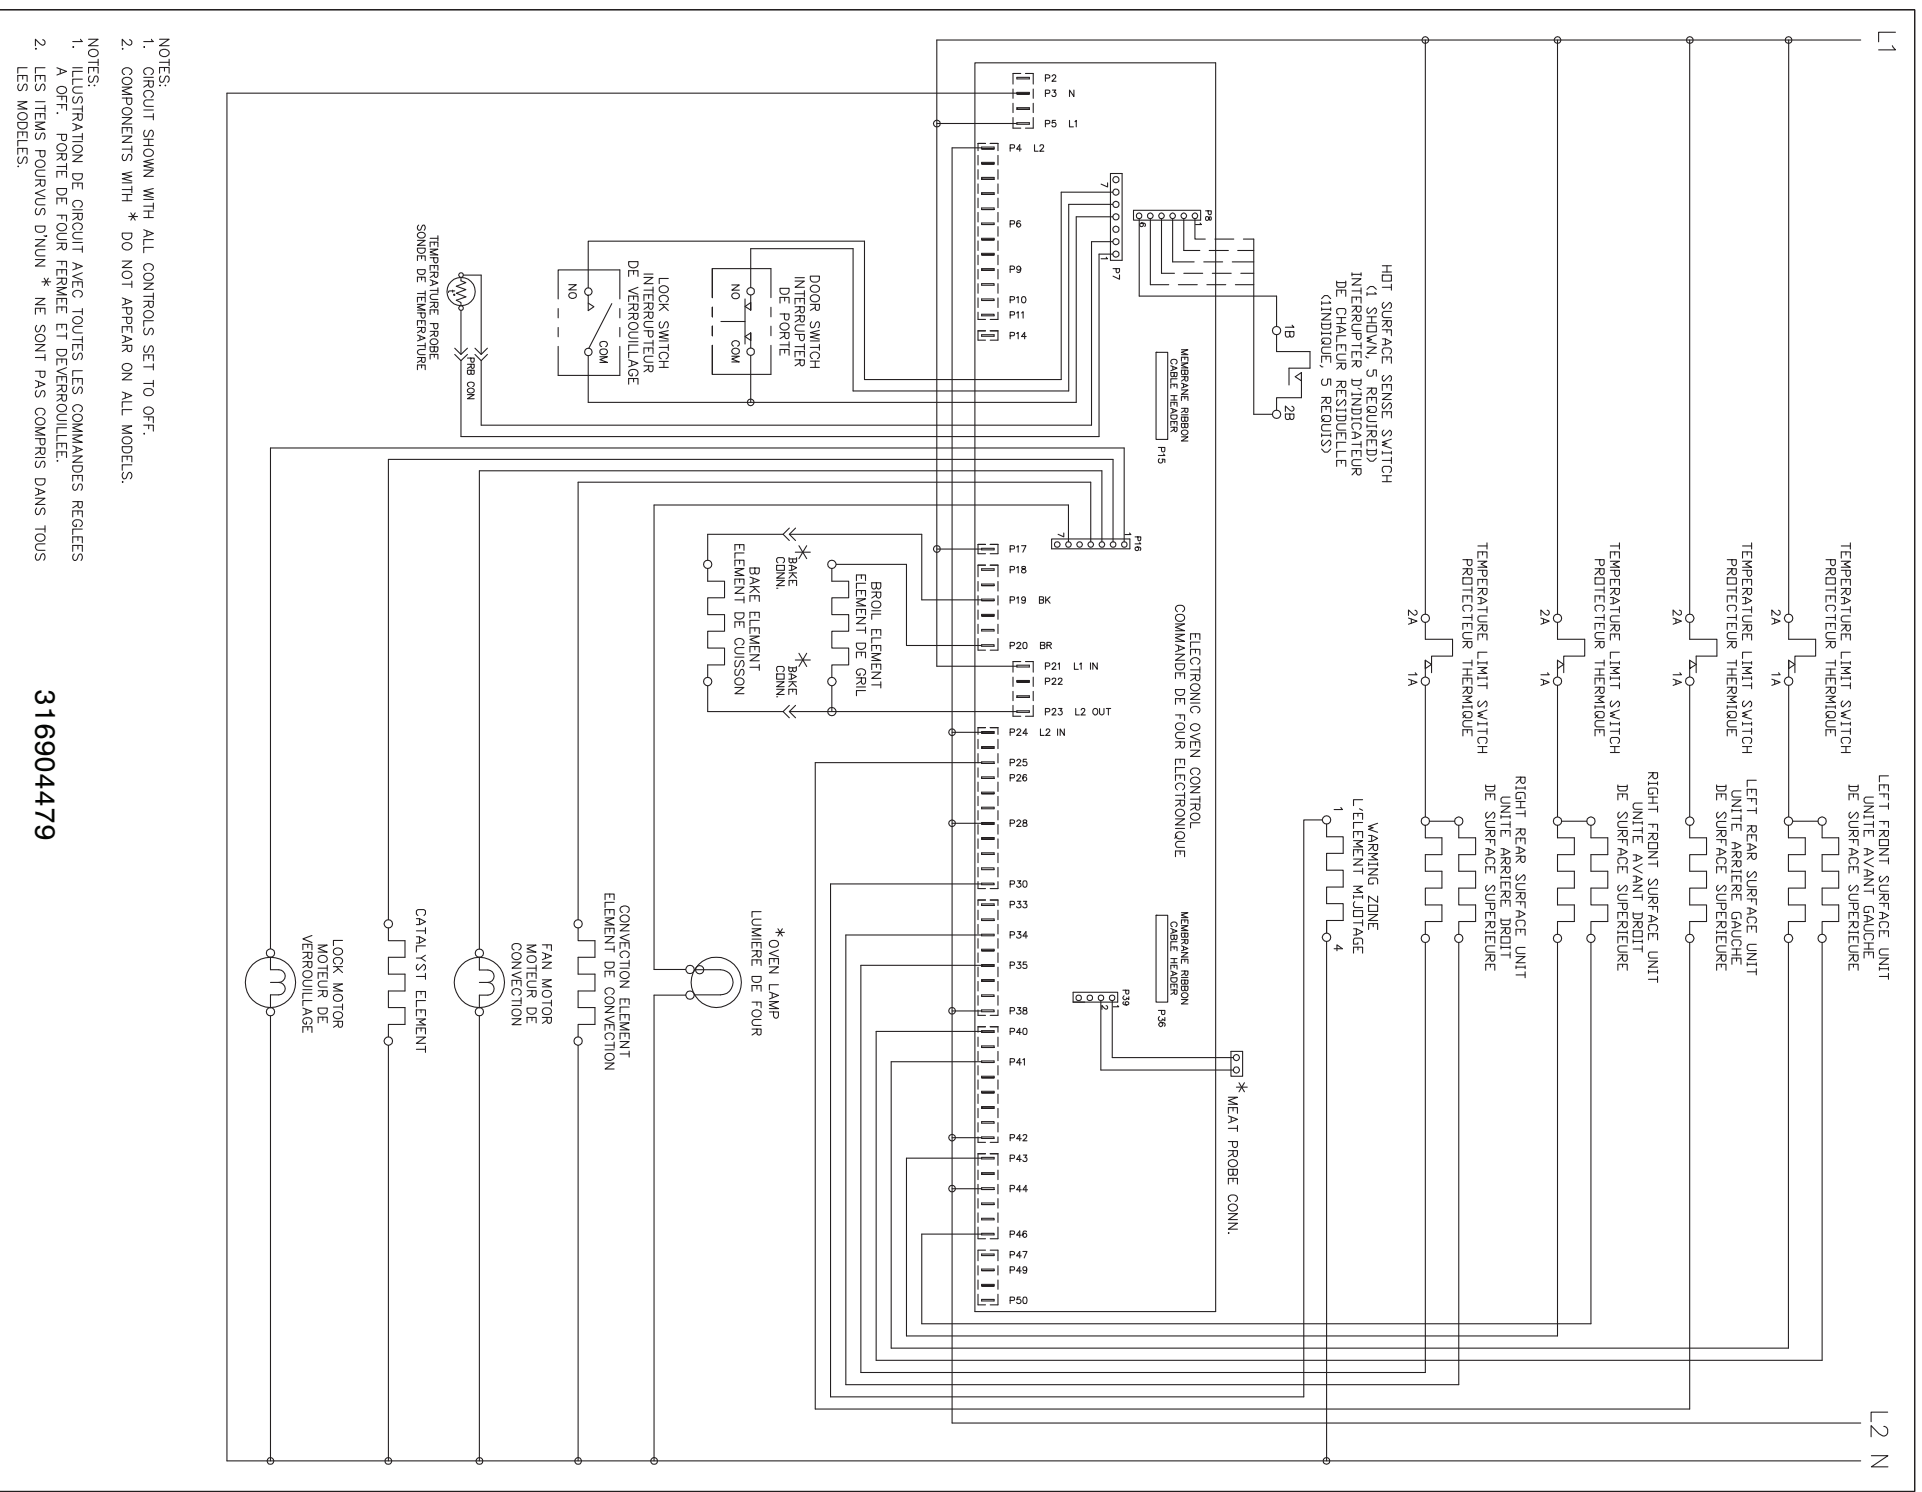 L1
L2
N
LEFT FRONT SURFACE UNIT
UNITE AVANT GAUCHE
DE SURFACE SUPERIEURE
TEMPERATURE LIMIT SWITCH
PROTECTEUR THERMIQUE
2A
1A
LEFT REAR SURFACE UNIT
UNITE ARRIERE GAUCHE
DE SURFACE SUPERIEURE
TEMPERATURE LIMIT SWITCH
PROTECTEUR THERMIQUE
2A
1A
RIGHT FRONT SURFACE UNIT
UNITE AVANT DROIT
DE SURFACE SUPERIEURE
TEMPERATURE LIMIT SWITCH
PROTECTEUR THERMIQUE
2A
1A
RIGHT REAR SURFACE UNIT
UNITE ARRIERE DROIT
DE SURFACE SUPERIEURE
TEMPERATURE LIMIT SWITCH
PROTECTEUR THERMIQUE
2A
1A
WARMING ZONE
L'ELEMENT MIJOTAGE
1
4
HOT SURFACE SENSE SWITCH
(1 SHOWN, 5 REQUIRED)
INTERRUPTER D'INDICATEUR
DE CHALEUR RESIDUELLE
(1INDIQUE, 5 REQUIS)
1B
2B
* MEAT PROBE CONN.
ELECTRONIC OVEN CONTROL
COMMANDE DE FOUR ELECTRONIQUE
P8
1
6
P7
7
1
MEMBRANE RIBBON
CABLE HEADER
P15
P16
1
7
MEMBRANE RIBBON
CABLE HEADER
P36
P39
1
2
P2
P3 N
P5 L1
P4 L2
P6
P9
P10
P11
P14
P17
P18
P19 BK
P20 BR
P21 L1 IN
P22
P23 L2 OUT
P24 L2 IN
P25
P26
P28
P30
P33
P34
P35
P38
P40
P41
P42
P43
P44
P46
P47
P49
P50
BROIL ELEMENT
ELEMENT DE GRIL
* BAKE
CONN.
* BAKE
CONN.
BAKE ELEMENT
ELEMENT DE CUISSON
DOOR SWITCH
INTERRUPTER
DE PORTE
NO
COM
LOCK SWITCH
INTERRUPTEUR
DE VERROUILLAGE
NO
COM
PRB CON
t
TEMPERATURE PROBE
SONDE DE TEMPERATURE
* OVEN LAMP
LUMIERE DE FOUR
CONVECTION ELEMENT
ELEMENT DE CONVECTION
FAN MOTOR
MOTEUR DE
CONVECTION
CATALYST ELEMENT
LOCK MOTOR
MOTEUR DE
VERROUILLAGE
NOTES:
1. CIRCUIT SHOWN WITH ALL CONTROLS SET TO OFF.
2. COMPONENTS WITH * DO NOT APPEAR ON ALL MODELS.
NOTES:
1. ILLUSTRATION DE CIRCUIT AVEC TOUTES LES COMMANDES REGLEES
A OFF. PORTE DE FOUR FERMEE ET DEVERROUILLEE.
2. LES ITEMS POURVUS D'NUN * NE SONT PAS COMPRIS DANS TOUS
LES MODELES.
316904479